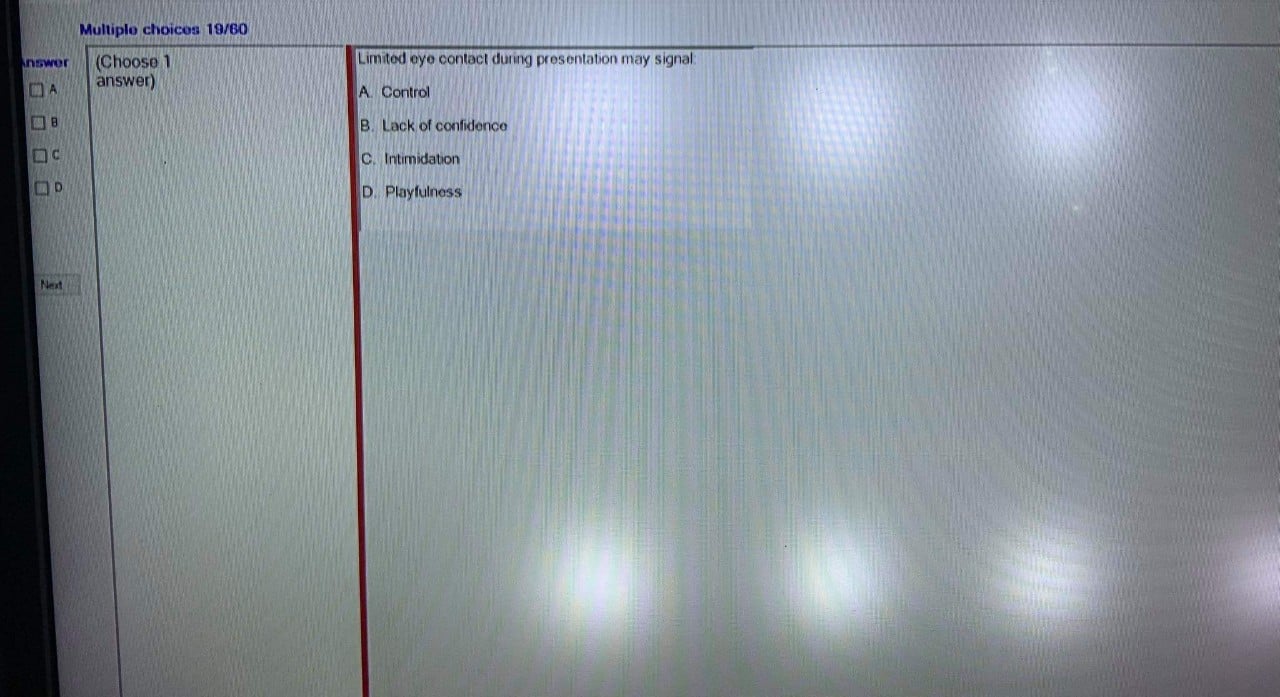 Multiple choices 19/60
Answer
(Choose 1
answer)
A
B
C
D
Next
Limited eye contact during presentation may signal:
A. Control
B. Lack of confidence
C. Intimidation
D. Playfulness